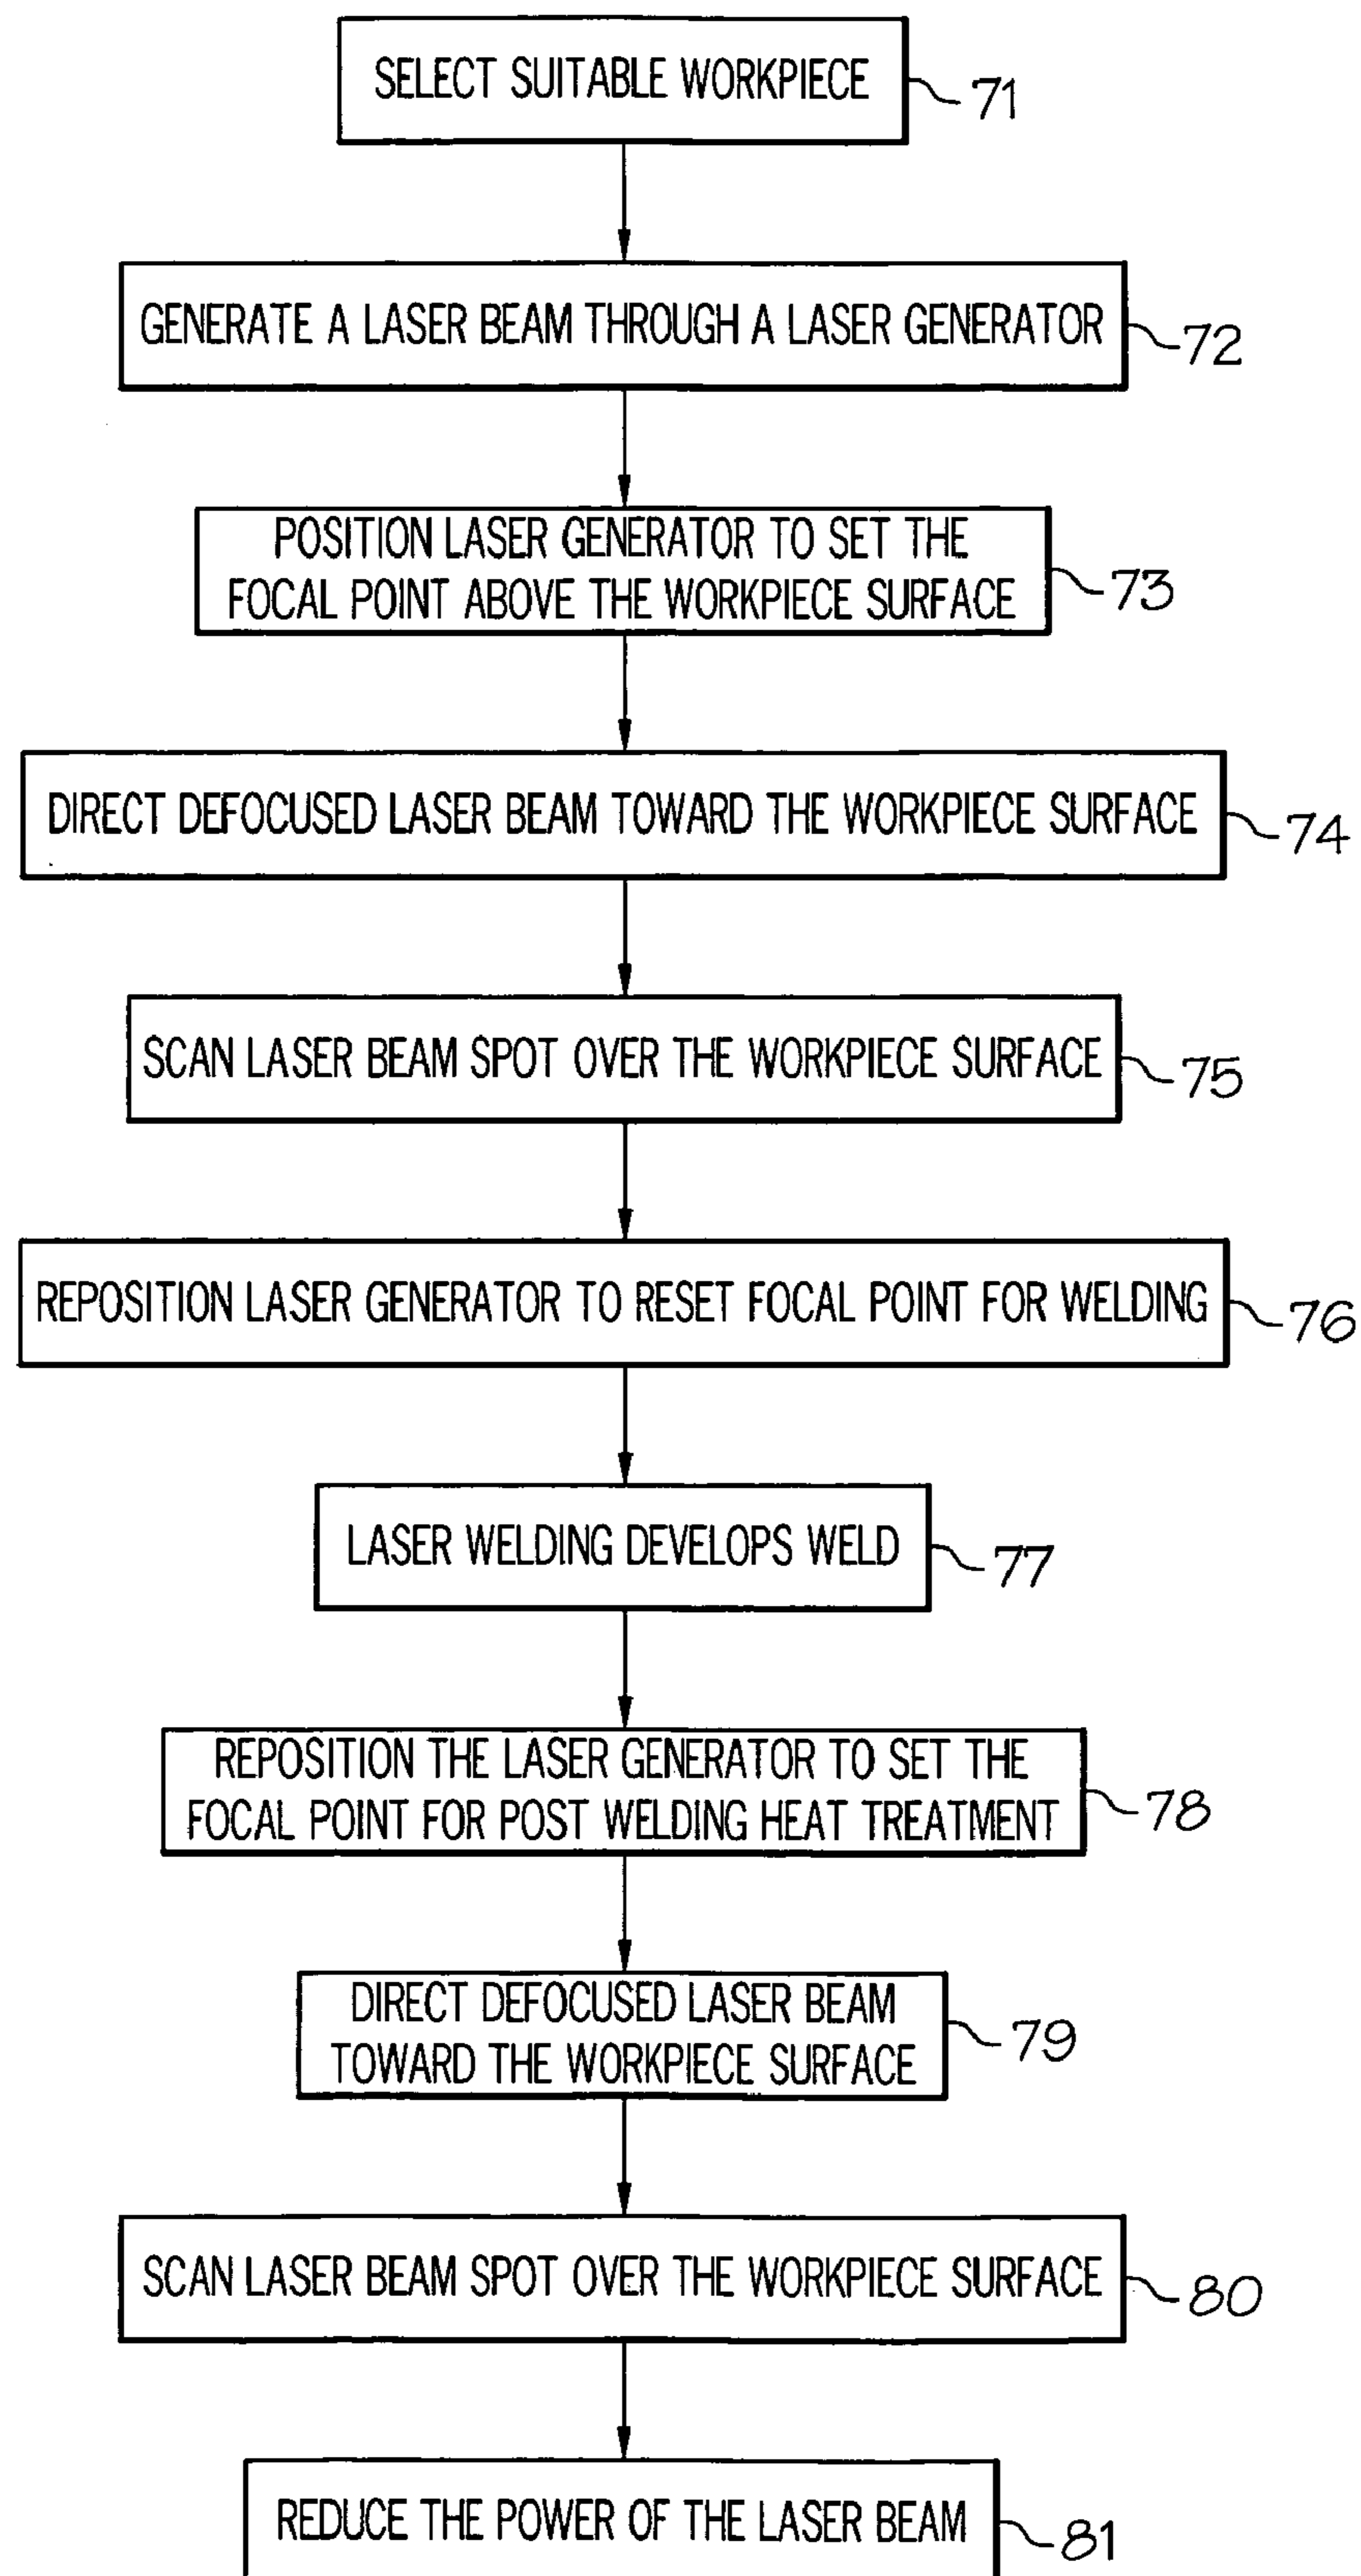 SELECT SUITABLE WORKPIECE
71
GENERATE A LASER BEAM THROUGH A LASER GENERATOR
72
POSITION LASER GENERATOR TO SET THE
FOCAL POINT ABOVE THE WORKPIECE SURFACE
73
DIRECT DEFOCUSED LASER BEAM TOWARD THE WORKPIECE SURFACE
74
SCAN LASER BEAM SPOT OVER THE WORKPIECE SURFACE
75
REPOSITION LASER GENERATOR TO RESET FOCAL POINT FOR WELDING
76
LASER WELDING DEVELOPS WELD
77
REPOSITION THE LASER GENERATOR TO SET THE
FOCAL POINT FOR POST WELDING HEAT TREATMENT
78
DIRECT DEFOCUSED LASER BEAM
TOWARD THE WORKPIECE SURFACE
79
SCAN LASER BEAM SPOT OVER THE WORKPIECE SURFACE
80
REDUCE THE POWER OF THE LASER BEAM
81